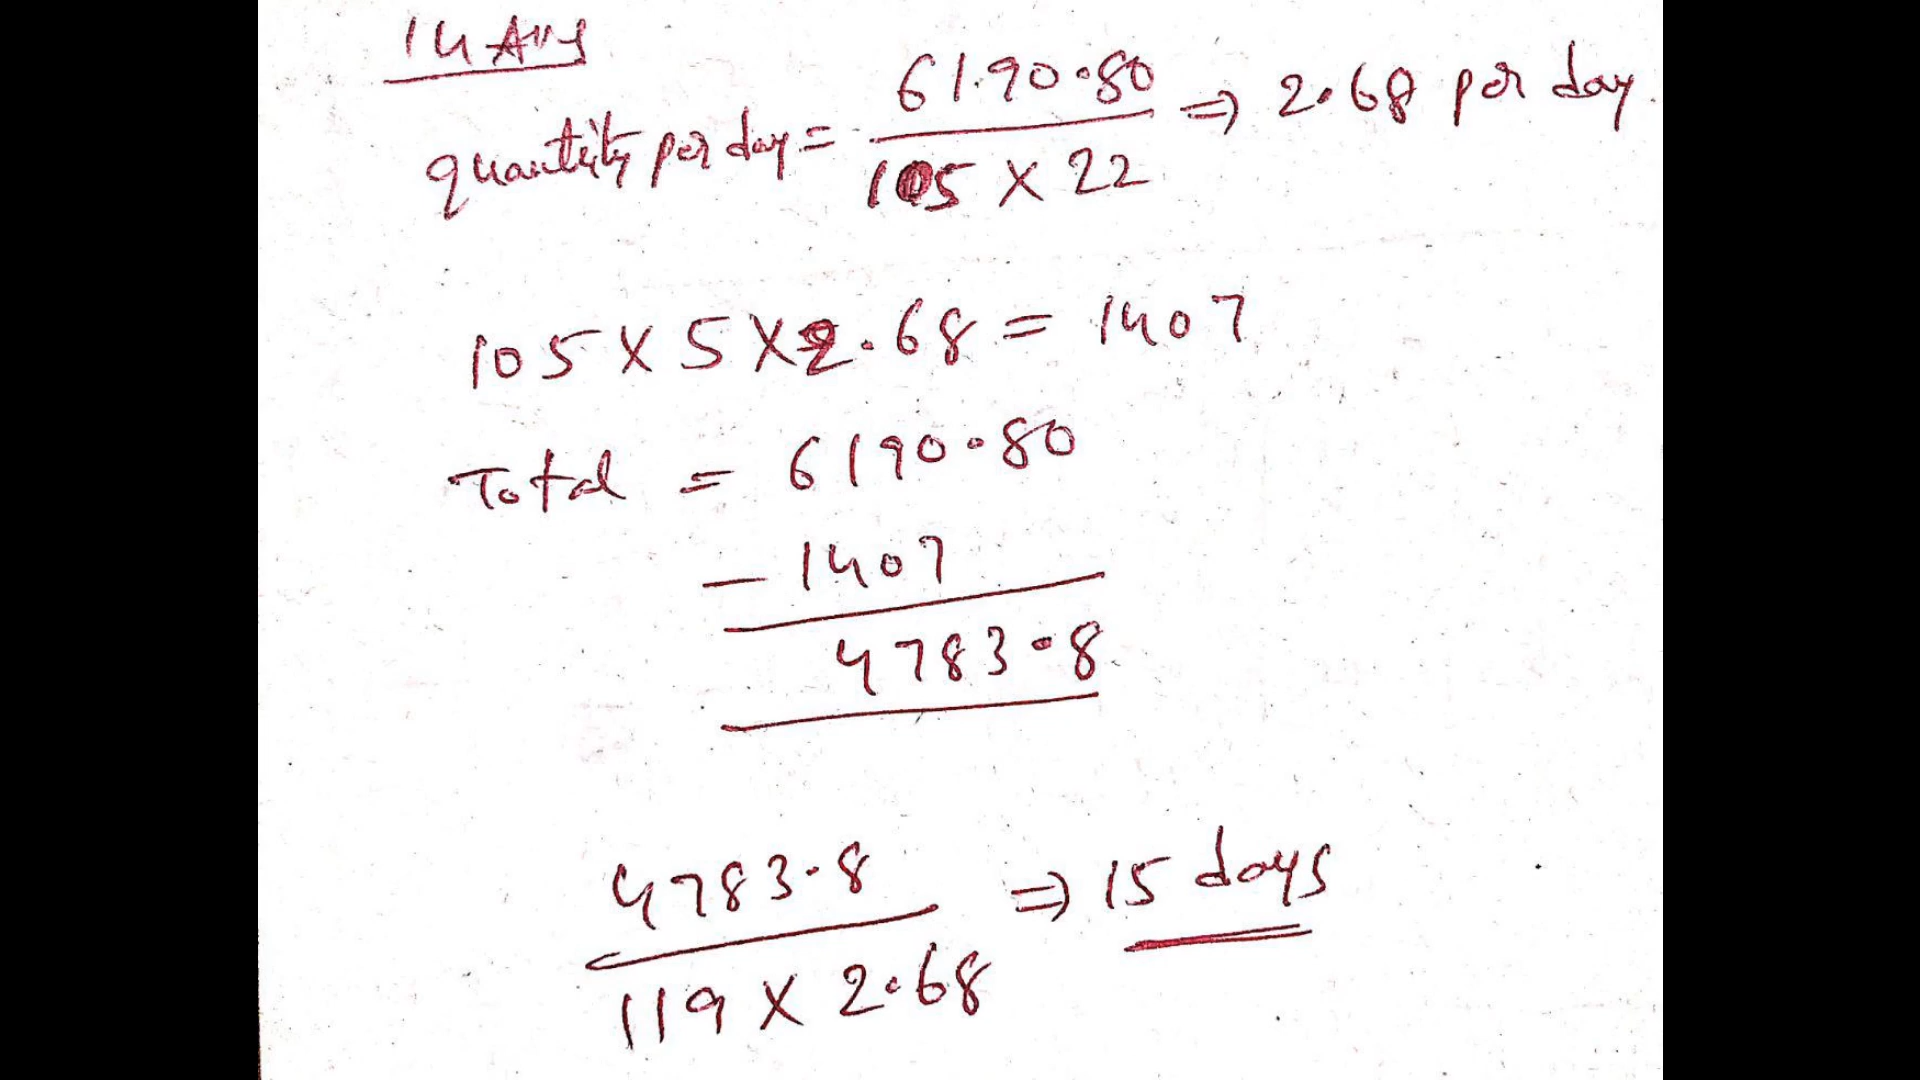 14 Ans
quantity per day = 6190.80 / 105 × 22 ⇒ 2.68 per day.
105 × 5 × 2.68 = 1407
Total = 6190.80
− 1407
4783.8
4783.8 / 119 × 2.68 ⇒ 15 days